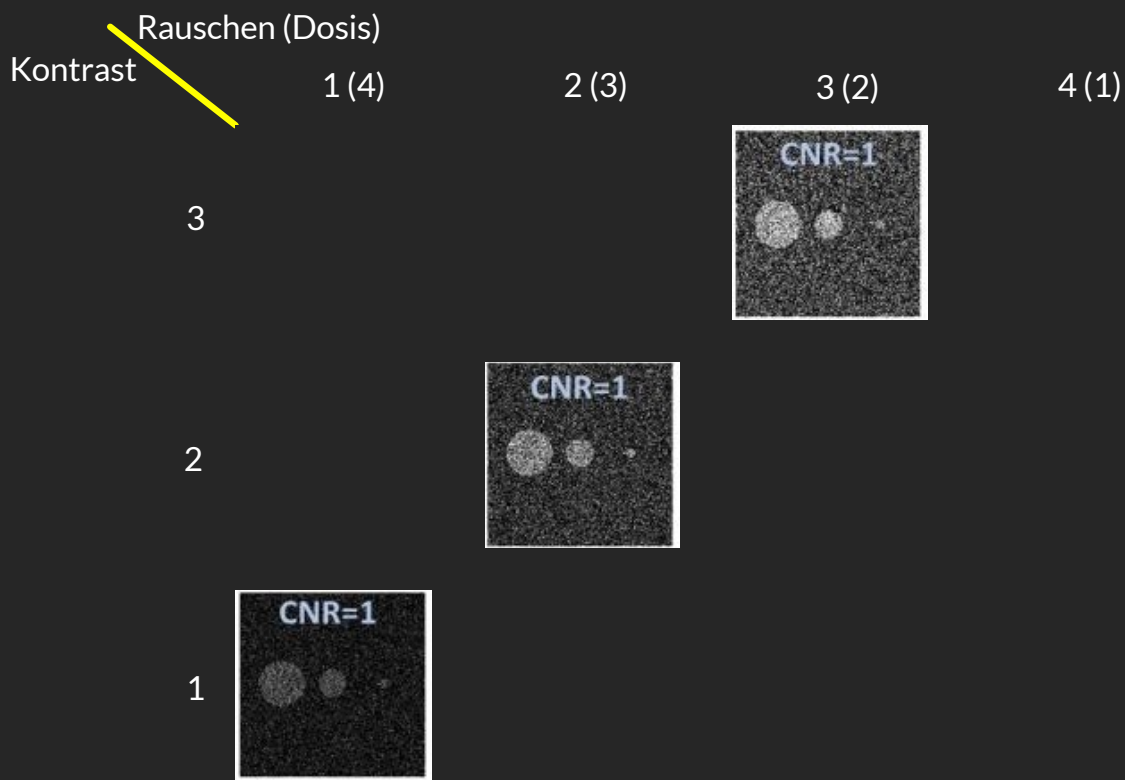 Rauschen (Dosis)
Kontrast
1 (4) 2 (3) 3 (2) 4 (1)
CNR=1
3
CNR=1
2
CNR=1
1